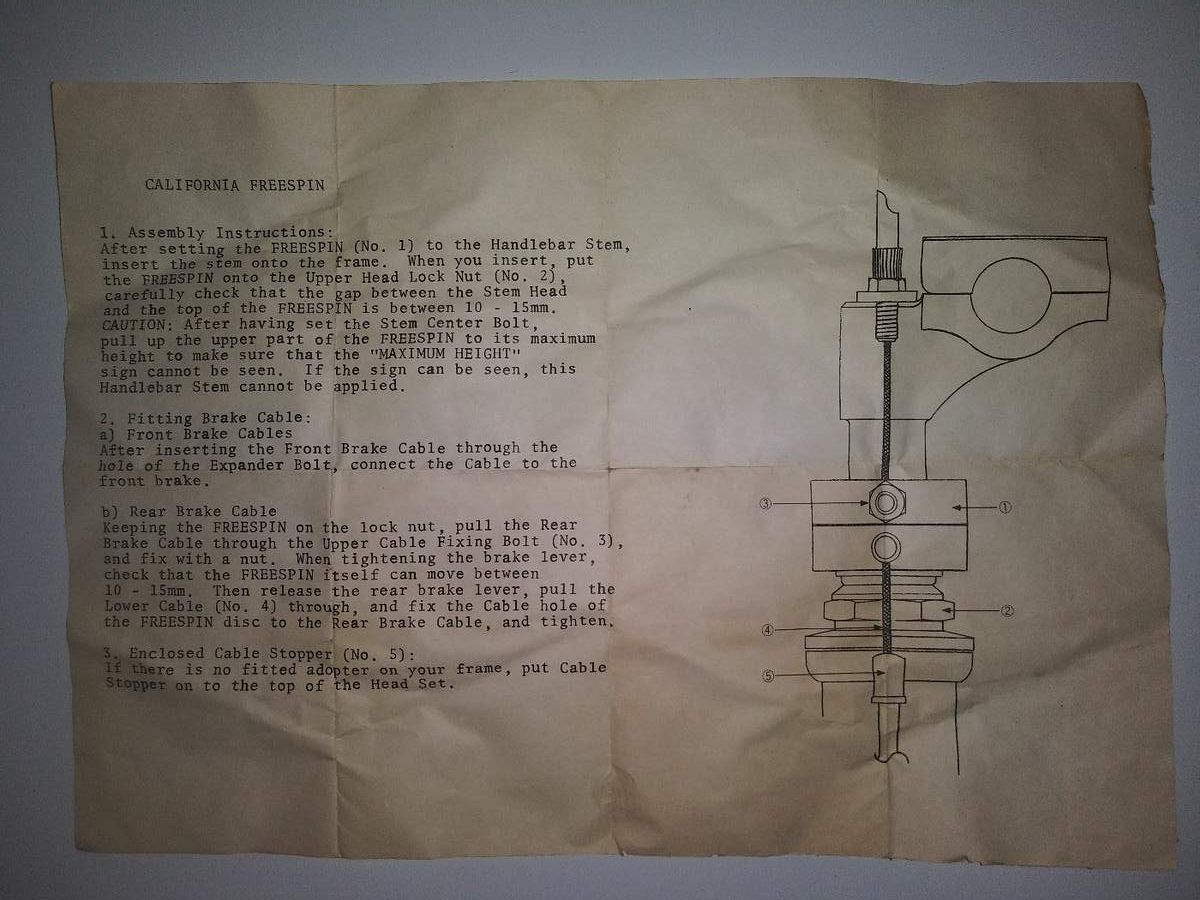 CALIFORNIA FREESPIN
1. Assembly Instructions:
After setting the FREESPIN (No. 1) to the Handlebar Stem,
insert the stem onto the frame. When you insert, put
the FREESPIN onto the Upper Head Lock Nut (No. 2),
carefully check that the gap between the Stem Head
and the top of the FREESPIN is between 10 - 15mm.
CAUTION: After having set the Stem Center Bolt,
pull up the upper part of the FREESPIN to its maximum
height to make sure that the "MAXIMUM HEIGHT"
sign cannot be seen. If the sign can be seen, this
Handlebar Stem cannot be applied.
2. Fitting Brake Cable:
a) Front Brake Cables
After inserting the Front Brake Cable through the
hole of the Expander Bolt, connect the Cable to the
front brake.
b) Rear Brake Cable
Keeping the FREESPIN on the lock nut, pull the Rear
Brake Cable through the Upper Cable Fixing Bolt (No. 3),
and fix with a nut. When tightening the brake lever,
check that the FREESPIN itself can move between
10 - 15mm. Then release the rear brake lever, pull the
Lower Cable (No. 4) through, and fix the Cable hole of
the FREESPIN disc to the Rear Brake Cable, and tighten.
3. Enclosed Cable Stopper (No. 5):
If there is no fitted adopter on your frame, put Cable
Stopper on to the top of the Head Set.
③
①
②
④
⑤